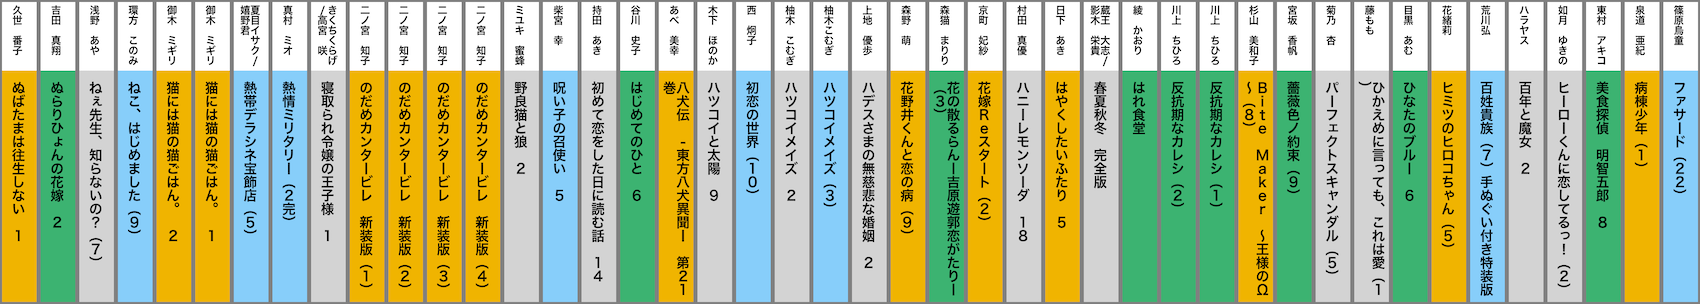 久世 番子
ぬばたまは往生しない 1
吉田 真翔
ぬらりひょんの花嫁 2
浅野 あや
ねぇ先生、知らないの？（7）
環方 このみ
ねこ、はじめました（9）
御木 ミギリ
猫には猫の猫ごはん。 2
御木 ミギリ
猫には猫の猫ごはん。 1
夏目イサク/
嬉野君
熱帯デラシネ宝飾店（5）
真村 ミオ
熱情ミリタリー（2完）
きくちくらげ
/高宮 咲
寝取られ令嬢の王子様 1
二ノ宮 知子
のだめカンタービレ 新装版（1）
二ノ宮 知子
のだめカンタービレ 新装版（2）
二ノ宮 知子
のだめカンタービレ 新装版（3）
二ノ宮 知子
のだめカンタービレ 新装版（4）
ミユキ 蜜蜂
野良猫と狼 2
柴宮 幸
呪い子の召使い 5
持田 あき
初めて恋をした日に読む話 14
谷川 史子
はじめてのひと 6
あべ 美幸
八犬伝 -東方八犬異聞ー 第21
巻
木下 ほのか
ハツコイと太陽 9
西 炯子
初恋の世界（10）
柚木 こむぎ
ハツコイメイズ 2
柚木こむぎ
ハツコイメイズ（3）
上地 優歩
ハデスさまの無慈悲な婚姻 2
森野 萌
花野井くんと恋の病（9）
森猫 まりり
花の散るらんー吉原遊郭恋がたりー
（3）
京町 妃紗
花嫁Reスタート（2）
村田 真優
ハニーレモンソーダ 18
日下 あき
はやくしたいふたり 5
蔵王 大志/
影木 栄貴
春夏秋冬 完全版
綾 かおり
はれ食堂
川上 ちひろ
反抗期なカレシ（2）
川上 ちひろ
反抗期なカレシ（1）
杉山 美和子
Bite Maker ～王様のΩ
～（8）
宮坂 香帆
薔薇色ノ約束（9）
菊乃 杏
パーフェクトスキャンダル（5）
藤もも
ひかえめに言っても、これは愛（1
）
目黒 あむ
ひなたのブルー 6
花緒莉
ヒミツのヒロコちゃん（5）
荒川弘
百姓貴族（7）手ぬぐい付き特装版
ハラヤス
百年と魔女 2
如月 ゆきの
ヒーローくんに恋してるっ！（2）
東村 アキコ
美食探偵 明智五郎 8
泉道 亜紀
病棟少年（1）
篠原烏童
ファサード（22）